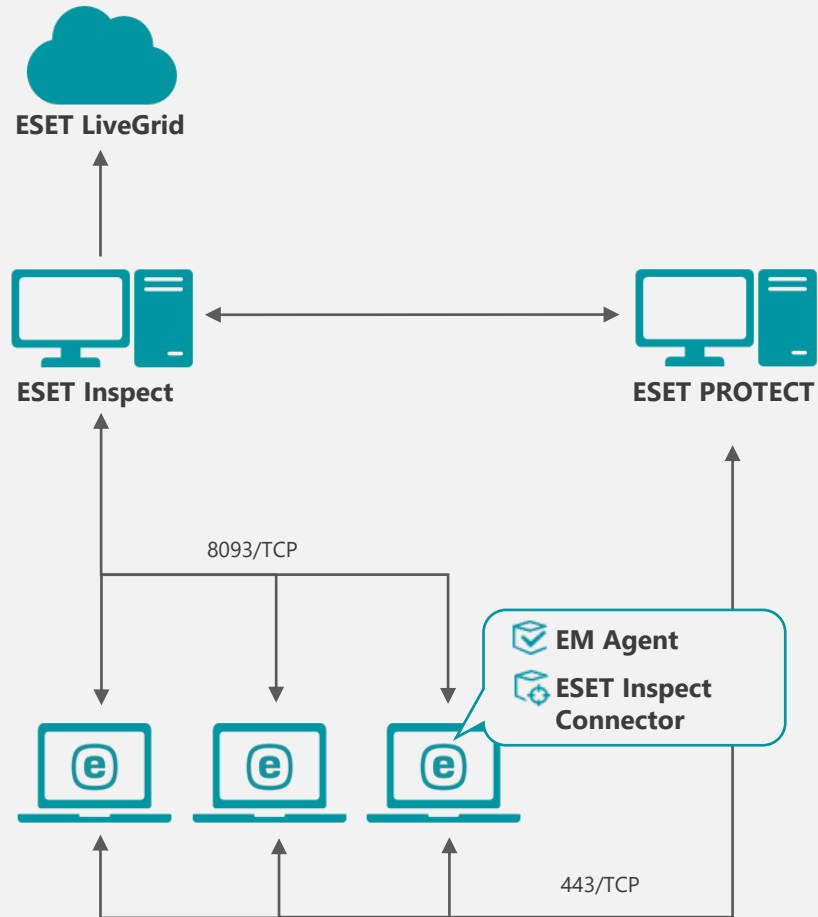 ESET LiveGrid
ESET Inspect
ESET PROTECT
8093/TCP
EM Agent
ESET Inspect
Connector
e
e
e
443/TCP